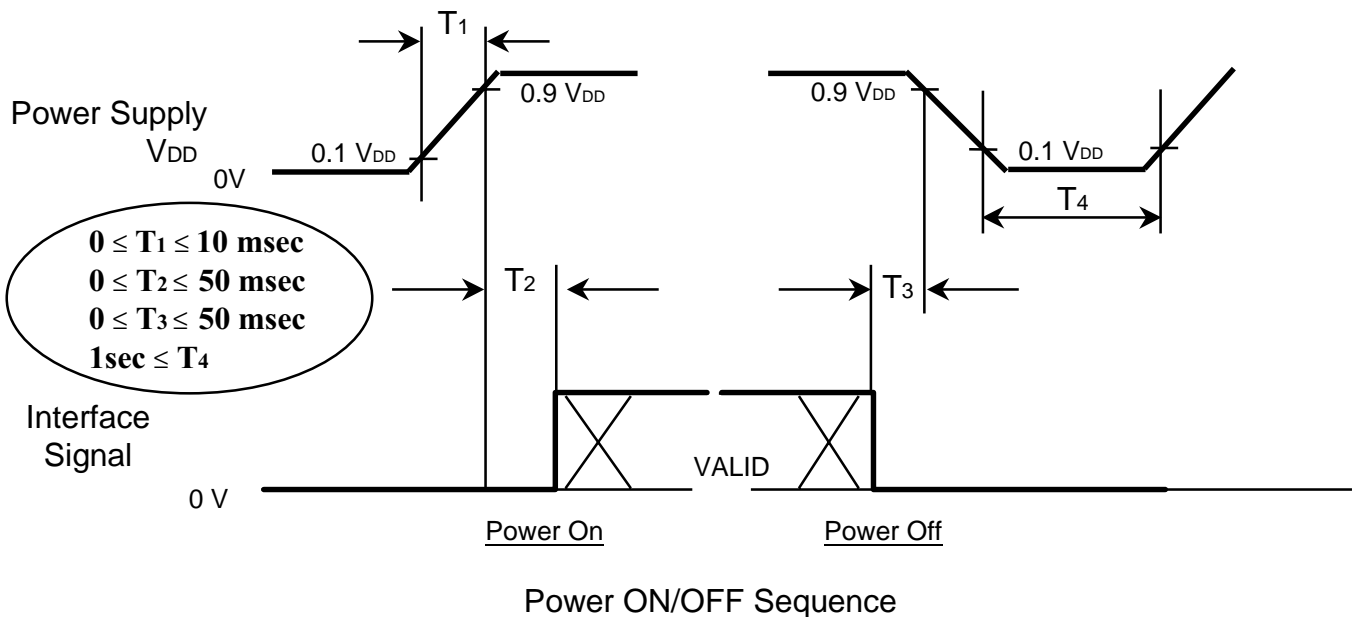 T1
Power Supply
VDD
0.9 VDD
0.9 VDD
0.1 VDD
0.1 VDD
0V
T4
0 ≤ T1 ≤ 10 msec
0 ≤ T2 ≤ 50 msec
0 ≤ T3 ≤ 50 msec
1sec ≤ T4
T2
T3
Interface
Signal
VALID
0 V
Power On
Power Off
Power ON/OFF Sequence